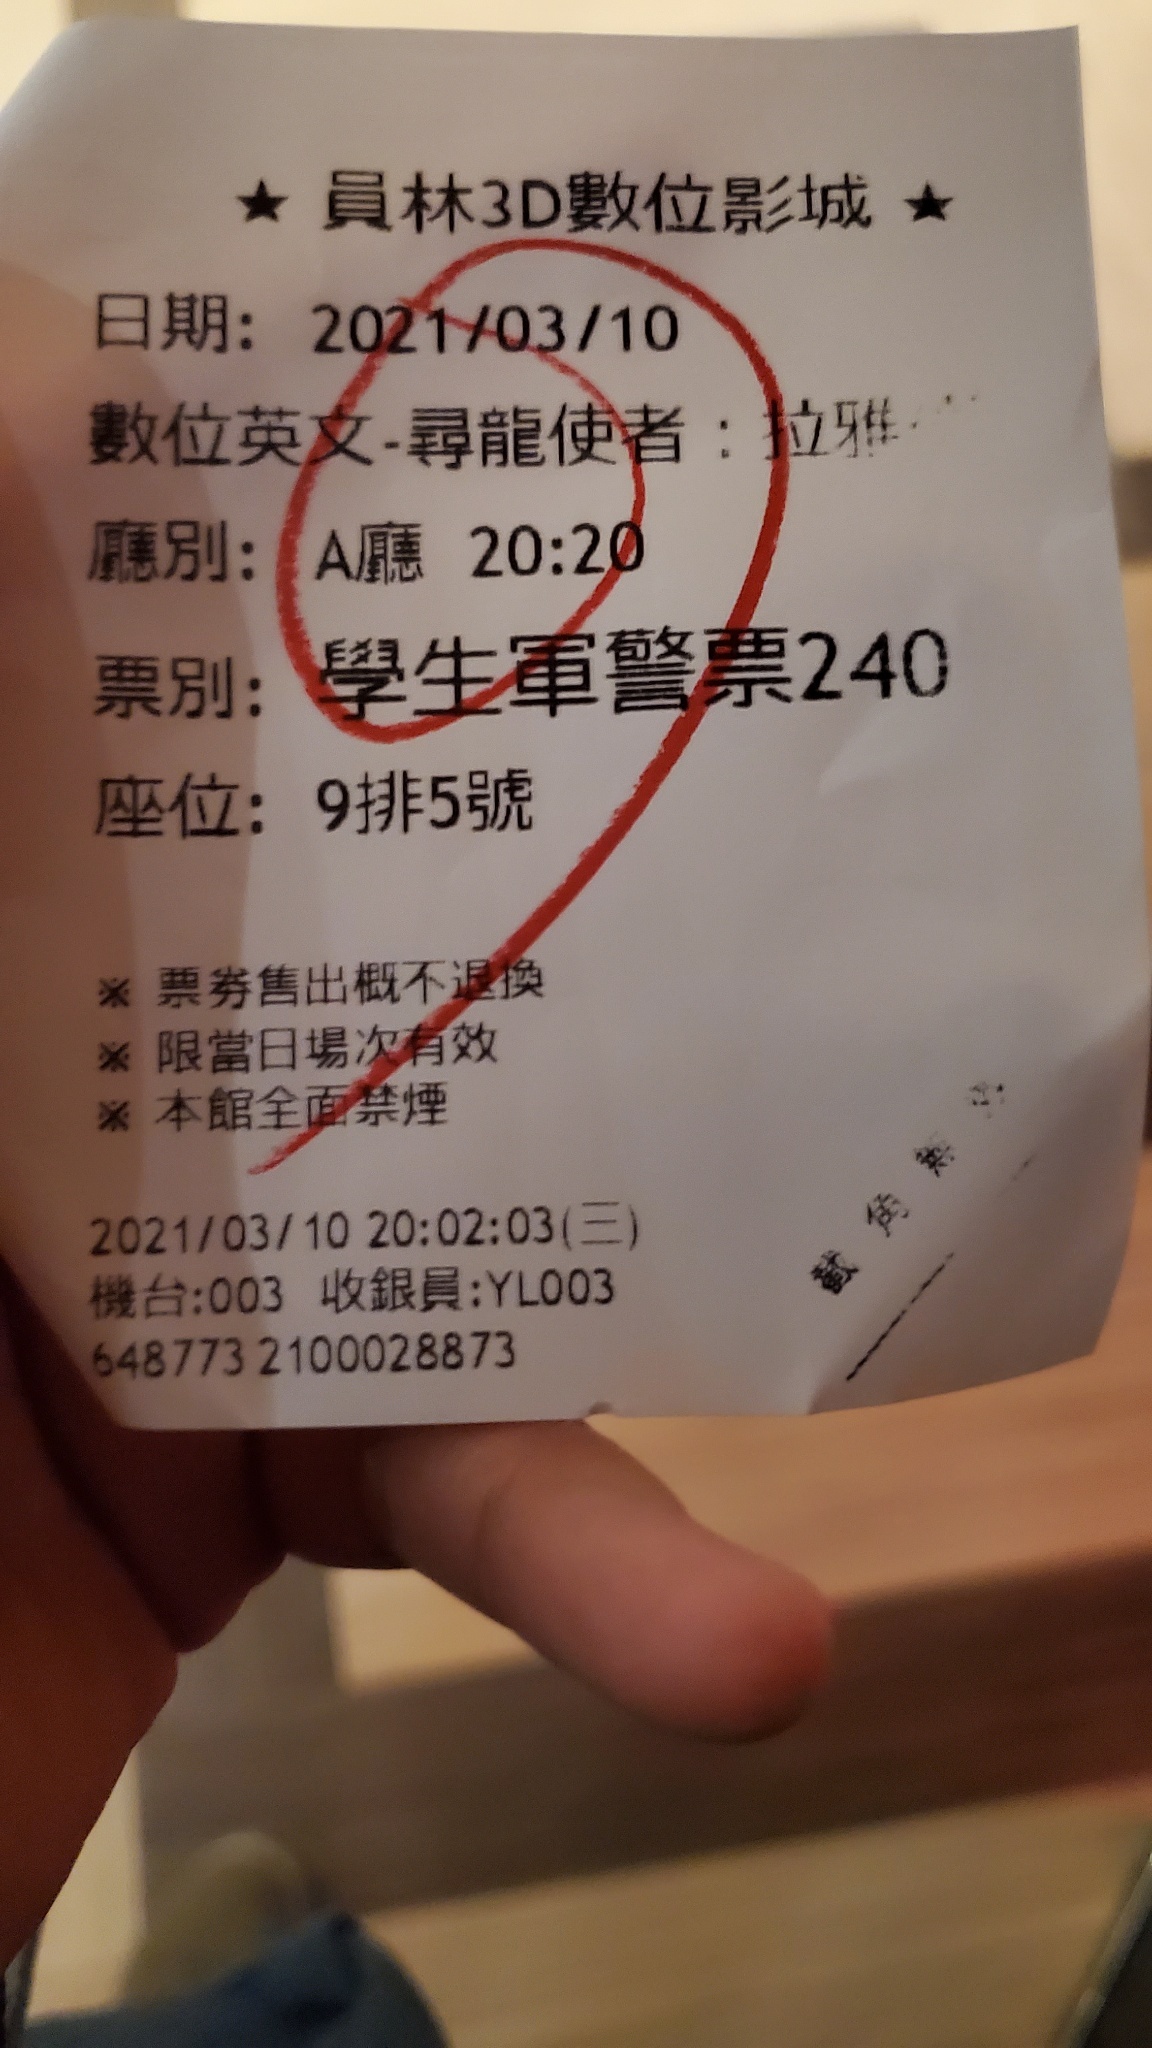 ★ 員林3D數位影城 ★
日期: 2021/03/10
數位英文-尋龍使者：拉雅
廳別: A廳 20:20
票別: 學生軍警票240
座位: 9排5號
※ 票券售出概不退換
※ 限當日場次有效
※ 本館全面禁煙
2021/03/10 20:02:03(三)
機台:003 收銀員:YL003
648773 2100028873
截角無